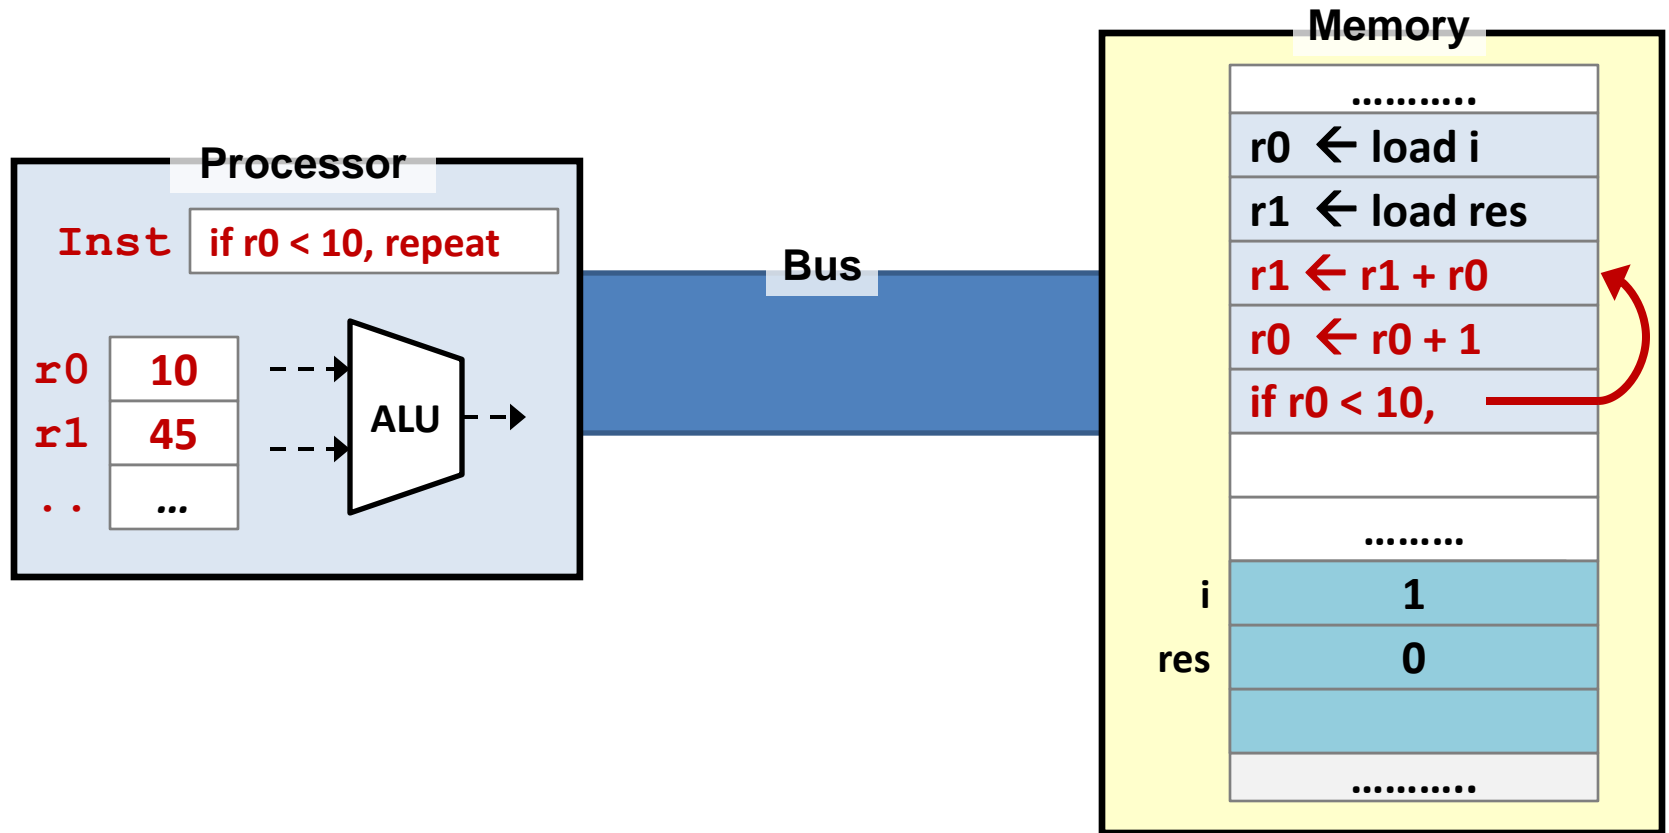 Processor
Inst if r0 < 10, repeat
r0 10
r1 45
.. ...
ALU
Bus
Memory
...........
r0 ← load i
r1 ← load res
r1 ← r1 + r0
r0 ← r0 + 1
if r0 < 10,
.........
i 1
res 0
...........